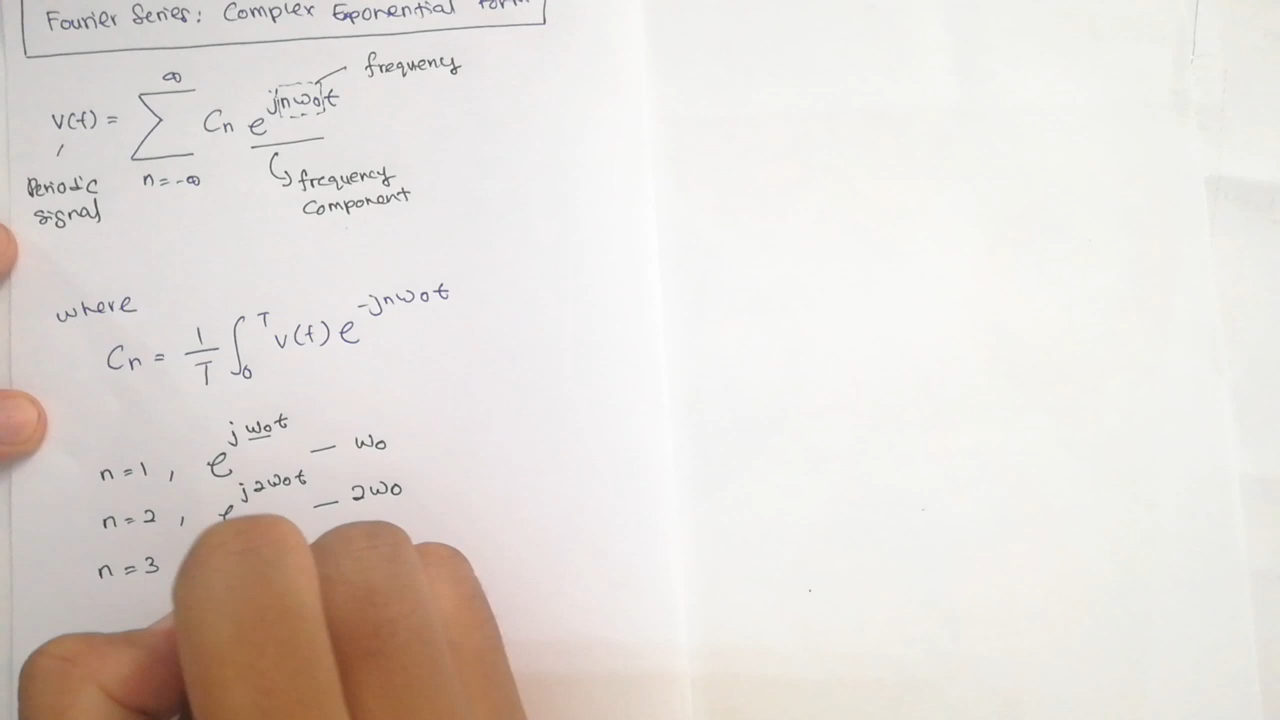 Fourier Series: Complex Exponential Form
frequency
v(t) = ∞ ∑ n = -∞ Cn e^jnω0t
Periodic
signal
frequency
component
where
Cn = 1/T ∫0^T v(t) e^-jnω0t
n = 1 , e^jω0t — ω0
n = 2 , e^j2ω0t — 2ω0
n = 3